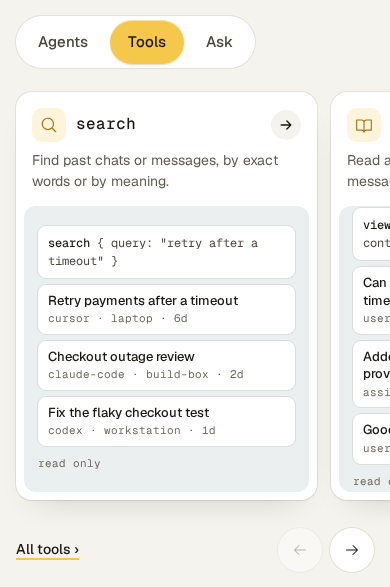 Agents Tools Ask
search
Find past chats or messages, by exact
words or by meaning.
search { query: "retry after a
timeout" }
Retry payments after a timeout
cursor · laptop · 6d
Checkout outage review
claude-code · build-box · 2d
Fix the flaky checkout test
codex · workstation · 1d
read only
Read a
messa
view
cont
Can
time
user
Adde
prov
assi
Good
user
read o
All tools ›